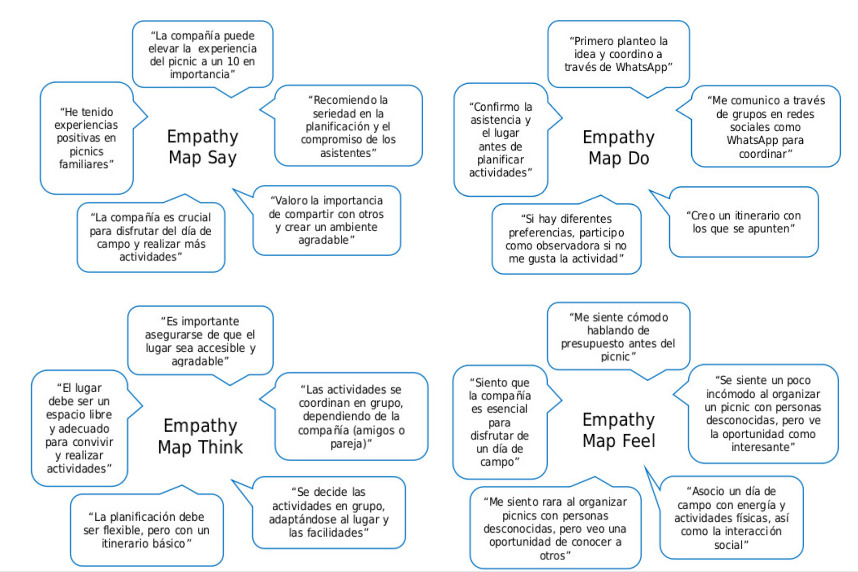 “La compañía puede
elevar la experiencia
del picnic a un 10 en
importancia”
“He tenido
experiencias
positivas en
picnics
familiares”
Empathy
Map Say
“Recomiendo la
seriedad en la
planificación y el
compromiso de los
asistentes”
“La compañía es crucial
para disfrutar del día de
campo y realizar más
actividades”
“Valoro la importancia
de compartir con otros
y crear un ambiente
agradable”
“Primero planteo la
idea y coordino a
través de WhatsApp”
“Confirmo la
asistencia y
el lugar
antes de
planificar
actividades”
Empathy
Map Do
“Me comunico a través
de grupos en redes
sociales como
WhatsApp para
coordinar”
“Si hay diferentes
preferencias, participo
como observadora si no
me gusta la actividad”
“Creo un itinerario con
los que se apunten”
“Es importante
asegurarse de que el
lugar sea accesible y
agradable”
“El lugar
debe ser un
espacio libre
y adecuado
para convivir
y realizar
actividades”
Empathy
Map Think
“Las actividades se
coordinan en grupo,
dependiendo de la
compañía (amigos o
pareja)”
“La planificación debe
ser flexible, pero con un
itinerario básico”
“Se decide las
actividades en grupo,
adaptándose al lugar y
las facilidades”
“Me siente cómodo
hablando de
presupuesto antes del
picnic”
“Siento que
la compañía
es esencial
para
disfrutar de
un día de
campo”
Empathy
Map Feel
“Se siente un poco
incómodo al organizar
un picnic con personas
desconocidas, pero ve
la oportunidad como
interesante”
“Me siento rara al organizar
picnics con personas
desconocidas, pero veo una
oportunidad de conocer a
otros”
“Asocio un día de
campo con energía y
actividades físicas, así
como la interacción
social”